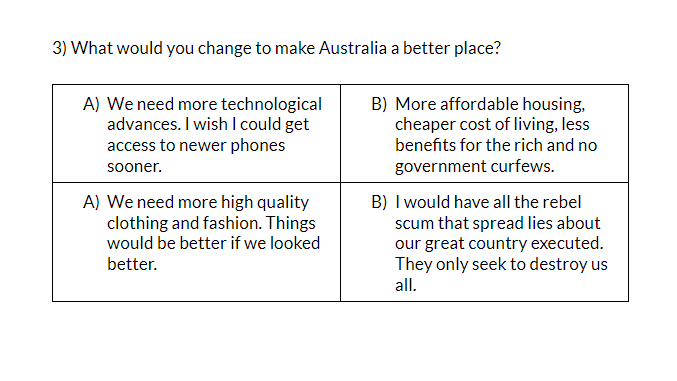 3) What would you change to make Australia a better place?
A) We need more technological
advances. I wish I could get
access to newer phones
sooner.
B) More affordable housing,
cheaper cost of living, less
benefits for the rich and no
government curfews.
A) We need more high quality
clothing and fashion. Things
would be better if we looked
better.
B) I would have all the rebel
scum that spread lies about
our great country executed.
They only seek to destroy us
all.